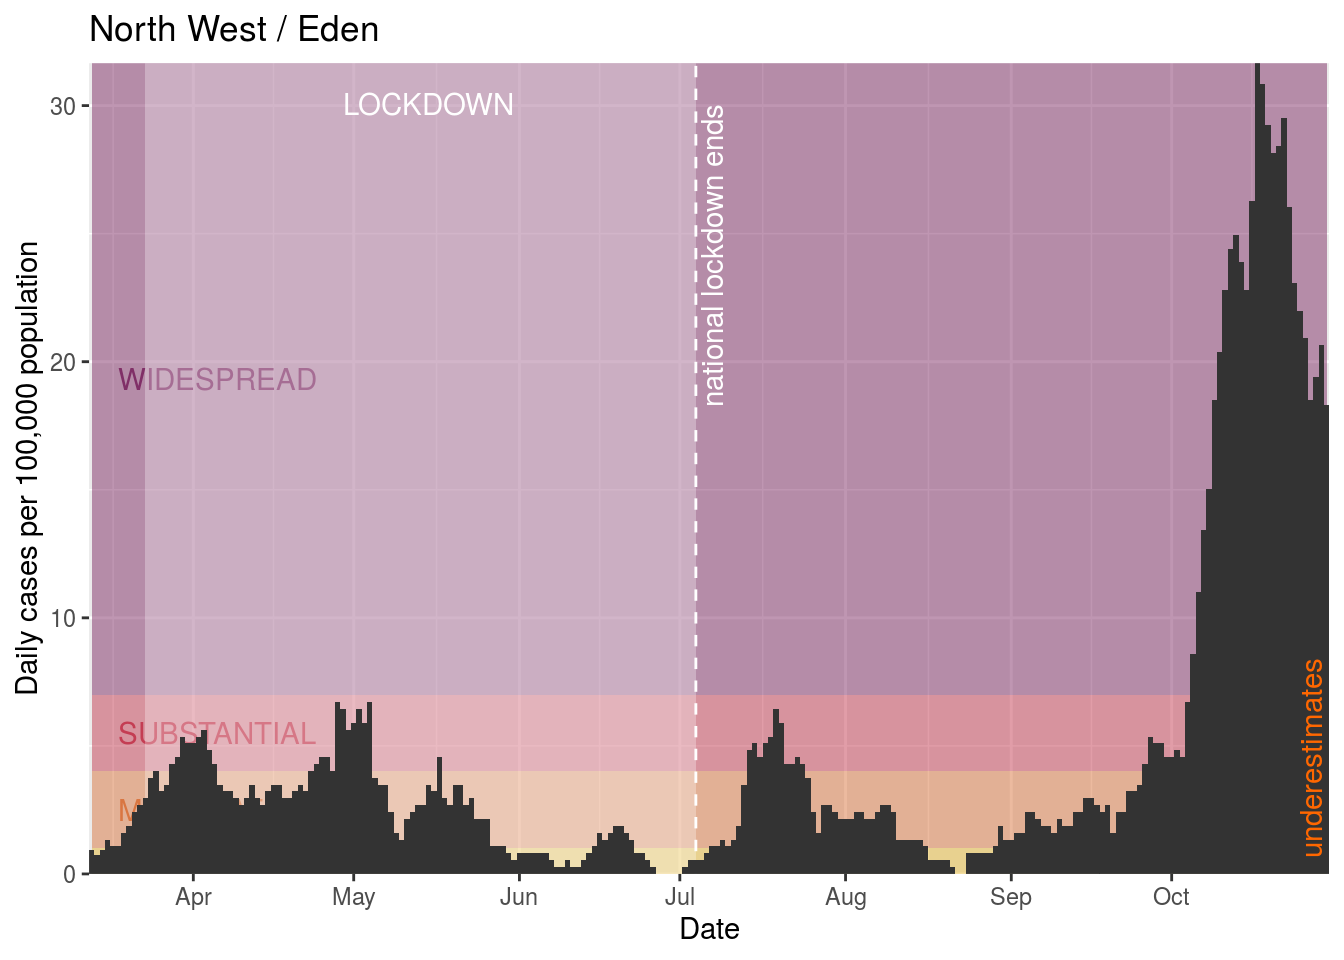 North West / Eden
Daily cases per 100,000 population
30
20
10
0
LOCKDOWN
national lockdown ends
WIDESPREAD
SUBSTANTIAL
M
underestimates
Apr
May
Jun
Jul
Aug
Sep
Oct
Date